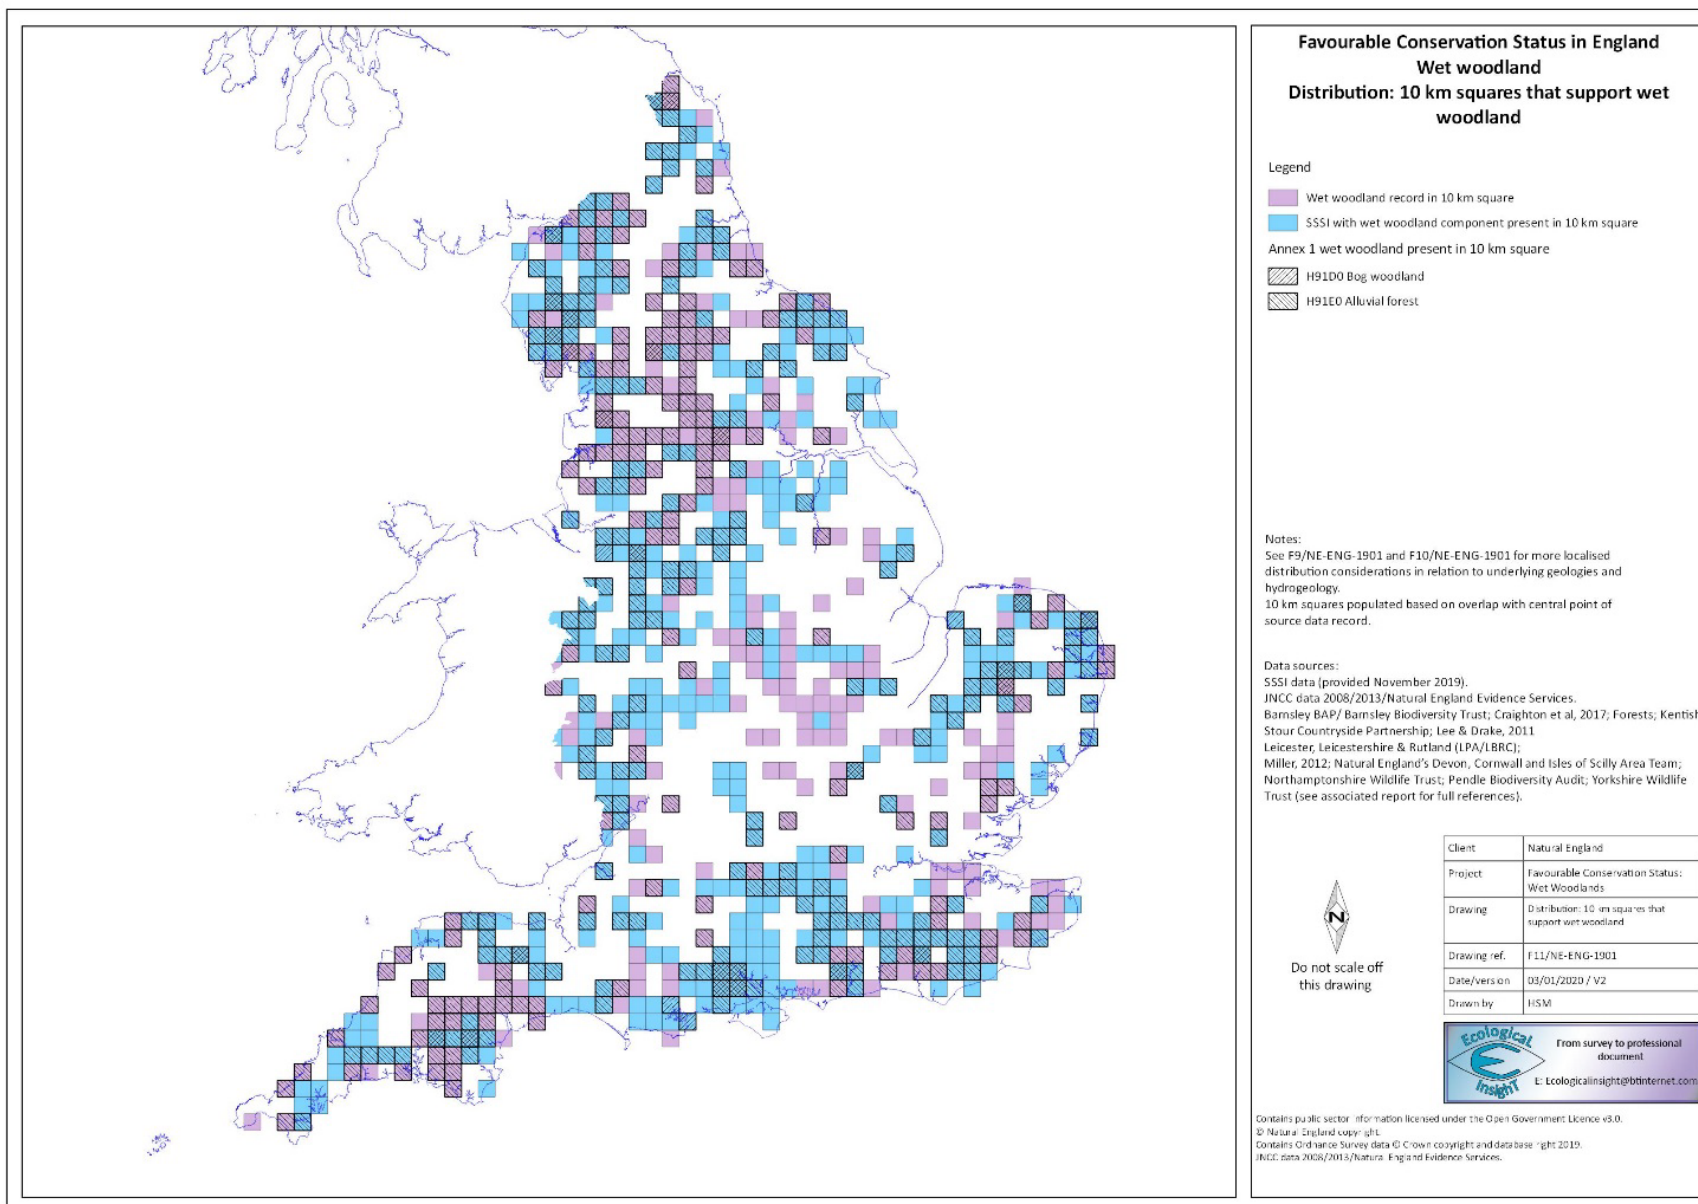 Favourable Conservation Status in England
Wet woodland
Distribution: 10 km squares that support wet
woodland
Legend
Wet woodland record in 10 km square
SSSI with wet woodland component present in 10 km square
Annex 1 wet woodland present in 10 km square
H91D0 Bog woodland
H91E0 Alluvial forest
Notes:
See F9/NE-ENG-1901 and F10/NE-ENG-1901 for more localised
distribution considerations in relation to underlying geologies and
hydrogeology.
10 km squares populated based on overlap with central point of
source data record.
Data sources:
SSSI data (provided November 2019).
JNCC data 2008/2013/Natural England Evidence Services.
Barnsley BAP/ Barnsley Biodiversity Trust; Craighton et al, 2017; Forests; Kentish
Stour Countryside Partnership; Lee & Drake, 2011
Leicester, Leicestershire & Rutland (LPA/LBRC);
Miller, 2012; Natural England's Devon, Cornwall and Isles of Scilly Area Team;
Northamptonshire Wildlife Trust; Pendle Biodiversity Audit; Yorkshire Wildlife
Trust (see associated report for full references).
N
Do not scale off
this drawing
Client Natural England
Project Favourable Conservation Status:
Wet Woodlands
Drawing Distribution: 10 km squares that
support wet woodland
Drawing ref. F11/NE-ENG-1901
Date/version 03/01/2020 / V2
Drawn by HSM
Ecological
InsighT
From survey to professional
document
E: Ecologicalinsight@btinternet.com
Contains public sector information licensed under the Open Government Licence v3.0.
© Natural England copyright.
Contains Ordnance Survey data © Crown copyright and database right 2019.
JNCC data 2008/2013/Natural England Evidence Services.